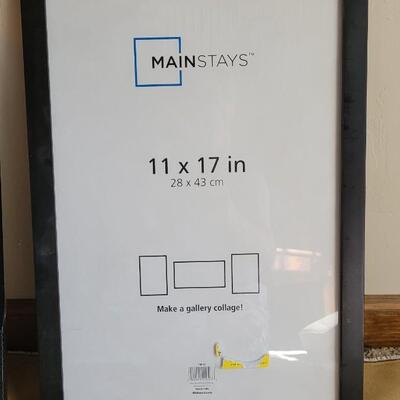 MAINSTAYS™
11 x 17 in
28 x 43 cm
Make a gallery collage!